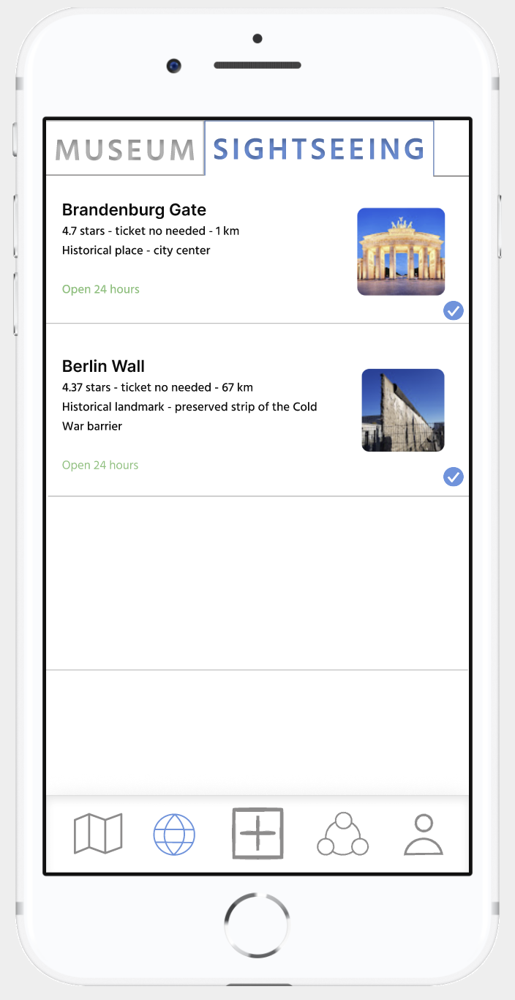 MUSEUM SIGHTSEEING
Brandenburg Gate
4.7 stars - ticket no needed - 1 km
Historical place - city center
Open 24 hours
Berlin Wall
4.37 stars - ticket no needed - 67 km
Historical landmark - preserved strip of the Cold
War barrier
Open 24 hours